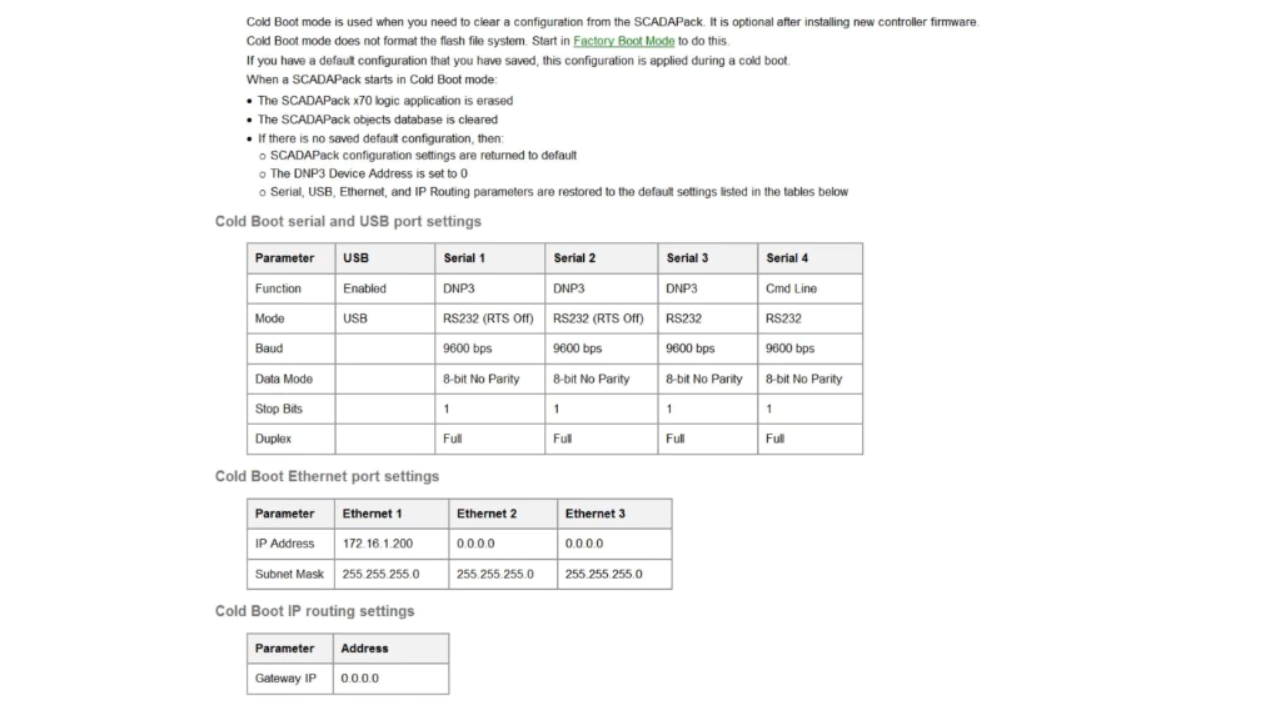 Cold Boot mode is used when you need to clear a configuration from the SCADAPack. It is optional after installing new controller firmware.
Cold Boot mode does not format the flash file system. Start in Factory Boot Mode to do this.
If you have a default configuration that you have saved, this configuration is applied during a cold boot.
When a SCADAPack starts in Cold Boot mode:
• The SCADAPack x70 logic application is erased
• The SCADAPack objects database is cleared
• If there is no saved default configuration, then:
o SCADAPack configuration settings are returned to default
o The DNP3 Device Address is set to 0
o Serial, USB, Ethernet, and IP Routing parameters are restored to the default settings listed in the tables below
Cold Boot serial and USB port settings
Parameter USB Serial 1 Serial 2 Serial 3 Serial 4
Function Enabled DNP3 DNP3 DNP3 Cmd Line
Mode USB RS232 (RTS Off) RS232 (RTS Off) RS232 RS232
Baud 9600 bps 9600 bps 9600 bps 9600 bps
Data Mode 8-bit No Parity 8-bit No Parity 8-bit No Parity 8-bit No Parity
Stop Bits 1 1 1 1
Duplex Full Full Full Full
Cold Boot Ethernet port settings
Parameter Ethernet 1 Ethernet 2 Ethernet 3
IP Address 172.16.1.200 0.0.0.0 0.0.0.0
Subnet Mask 255.255.255.0 255.255.255.0 255.255.255.0
Cold Boot IP routing settings
Parameter Address
Gateway IP 0.0.0.0